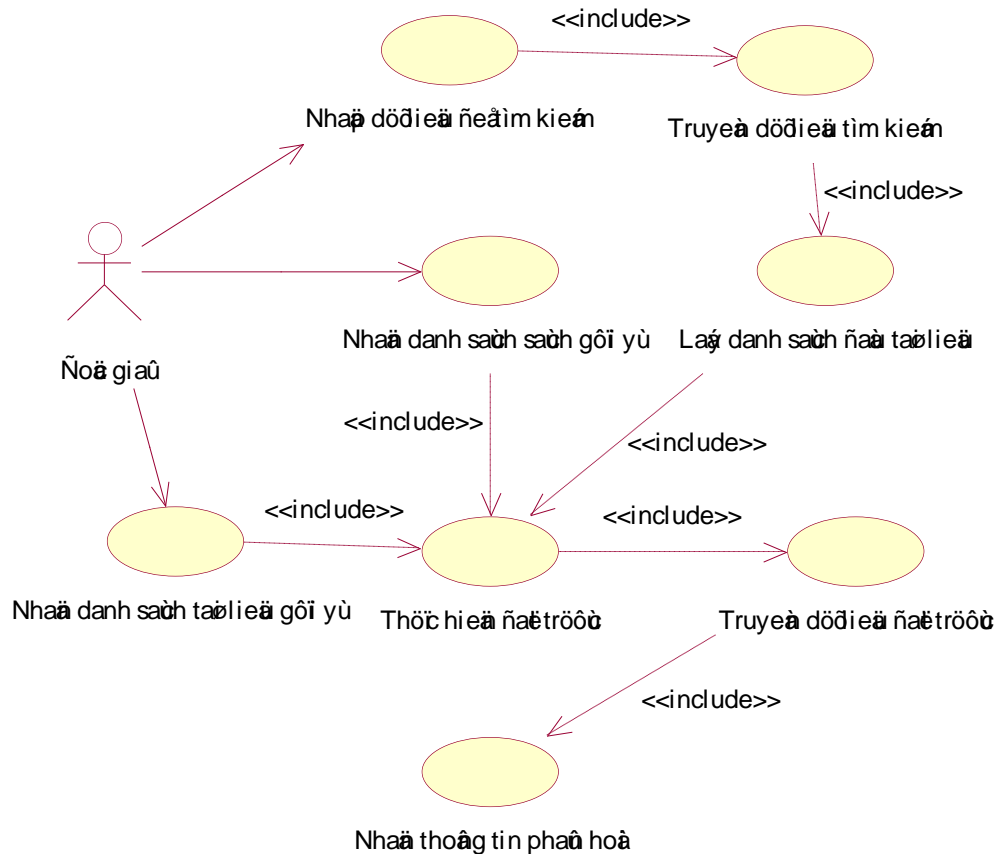 <<include>>
Nhaäp döõ lieäu ñeå tìm kieám
Truyeàn döõ lieäu tìm kieám
<<include>>
Nhaän danh saùch saùch gôïi yù
Laáy danh saùch ñaàu taøi lieäu
Ñoäc giaû
<<include>>
<<include>>
<<include>>
<<include>>
Nhaän danh saùch taøi lieäu gôïi yù
Thöïc hieän ñaët tröôùc
Truyeàn döõ lieäu ñaët tröôùc
<<include>>
Nhaän thoâng tin phaûn hoài